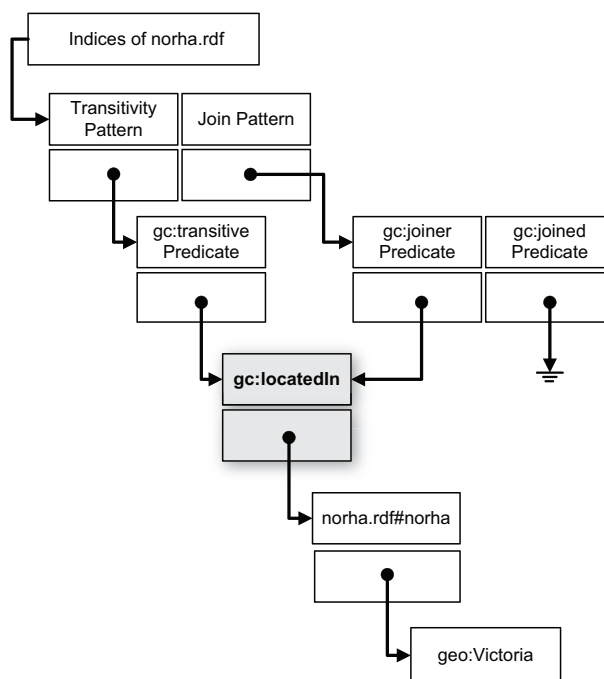 Indices of norha.rdf
Transitivity
Pattern
Join Pattern
gc:transitive
Predicate
gc:joiner
Predicate
gc:joined
Predicate
gc:locatedIn
norha.rdf#norha
geo:Victoria